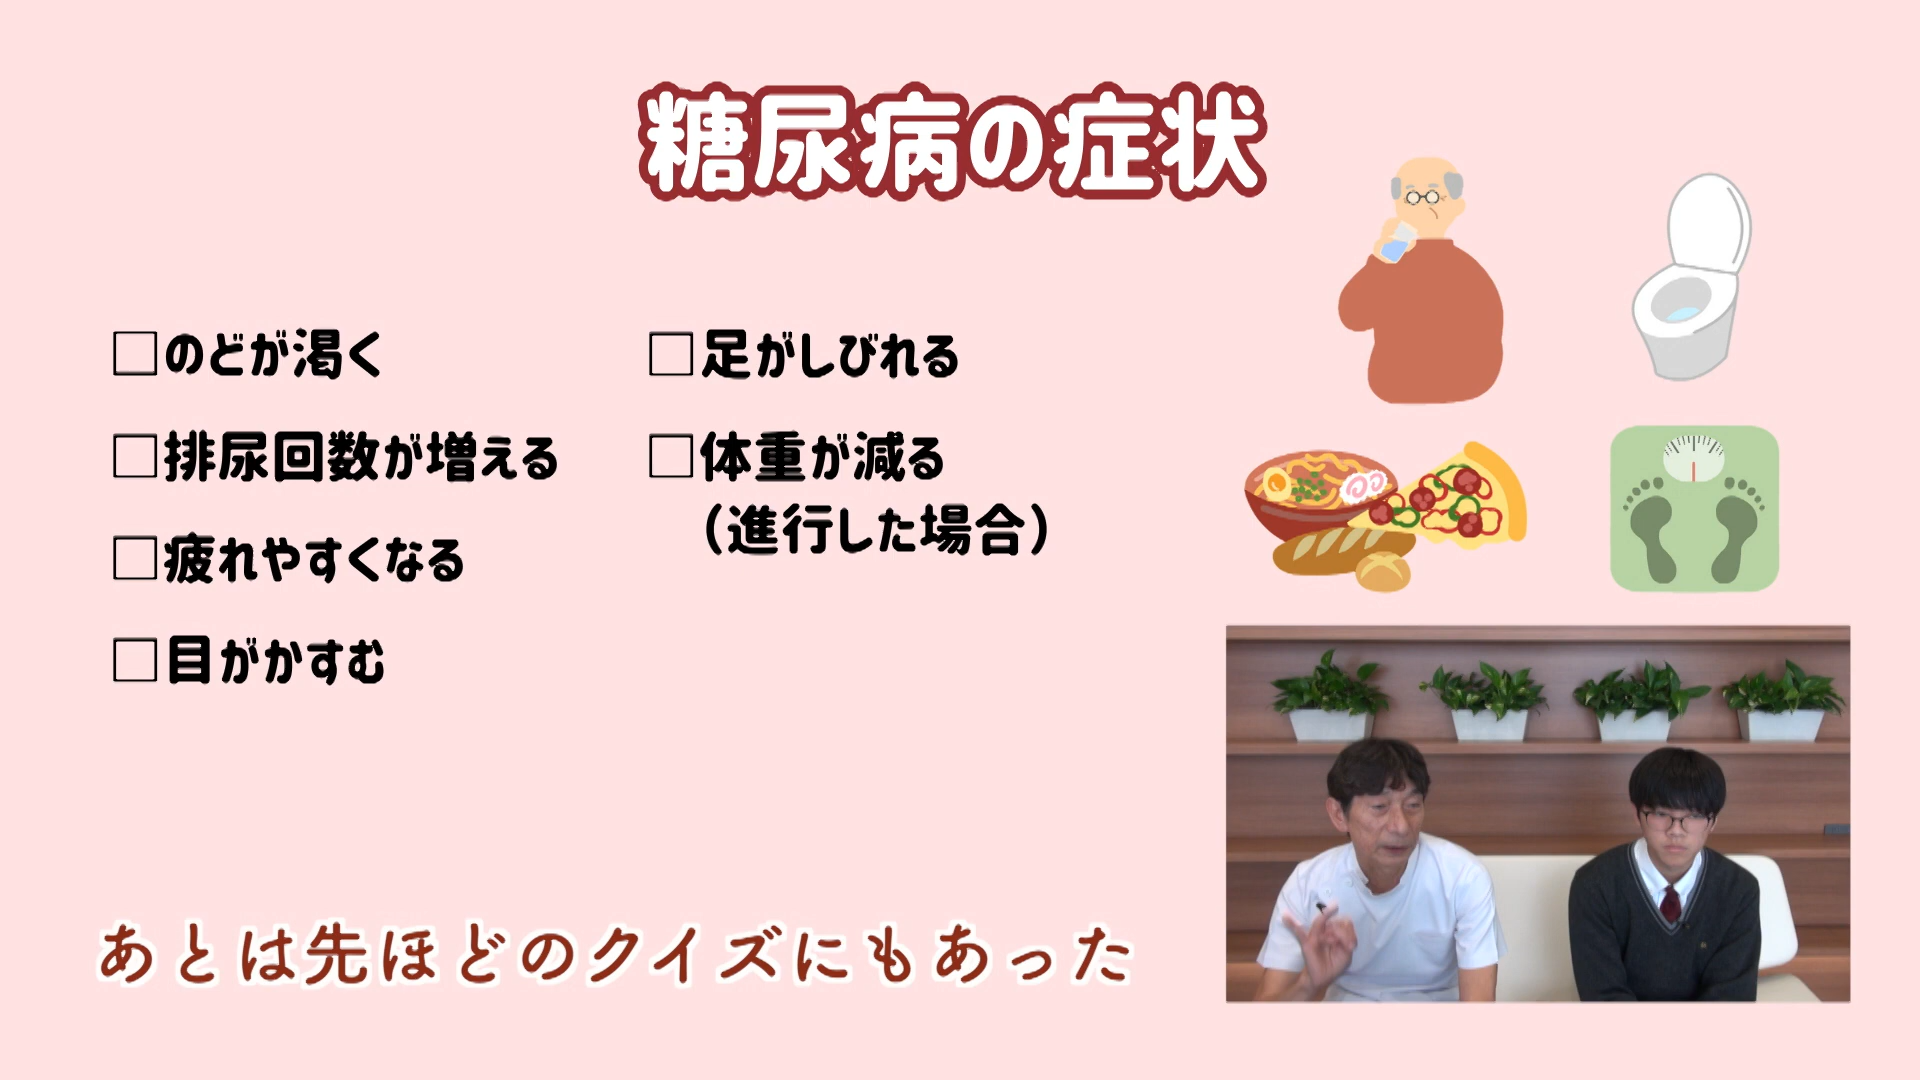 糖尿病の症状
□のどが渇く
□排尿回数が増える
□疲れやすくなる
□目がかすむ
□足がしびれる
□体重が減る
（進行した場合）
あとは先ほどのクイズにもあった